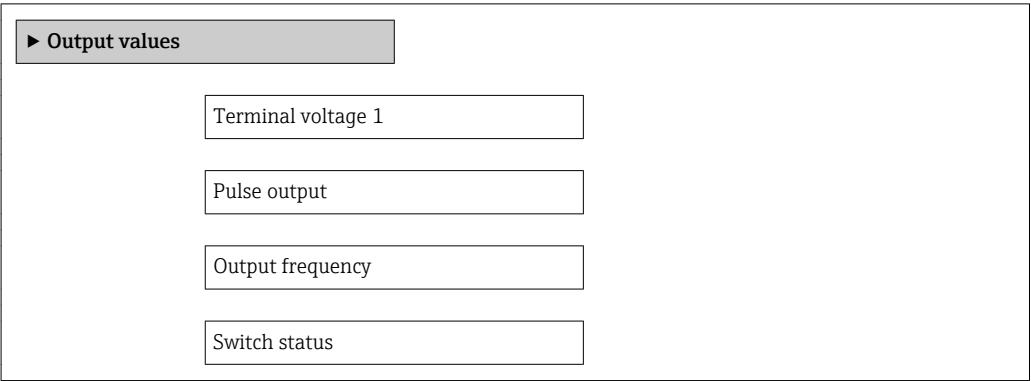 ▶ Output values
Terminal voltage 1
Pulse output
Output frequency
Switch status